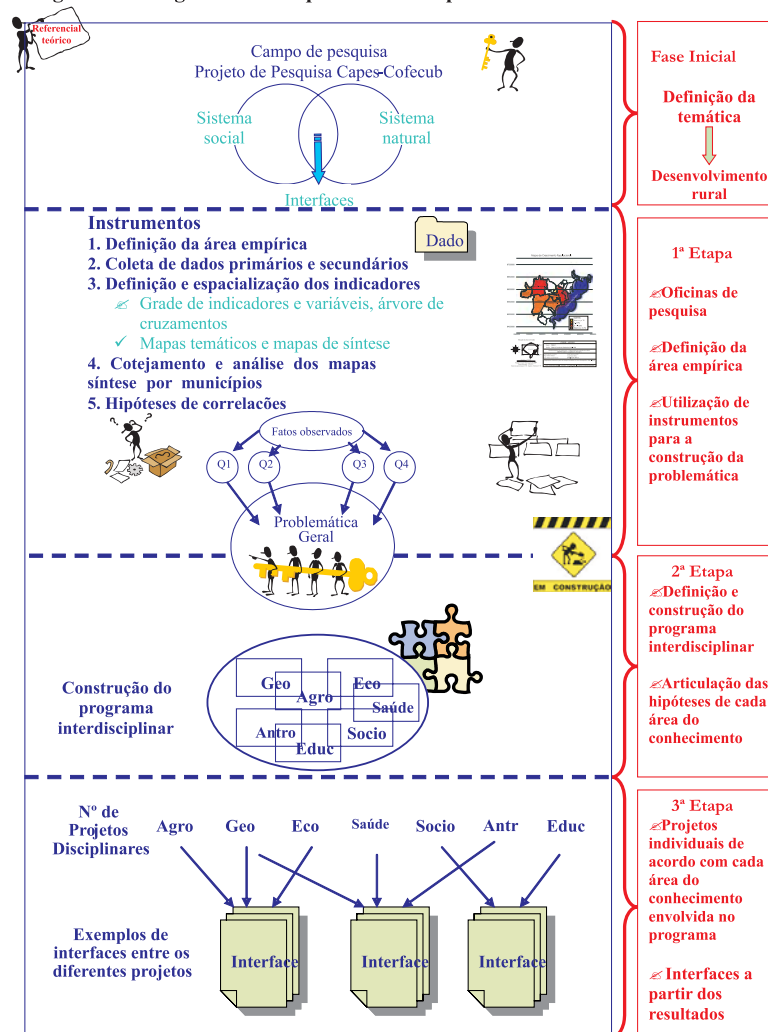 Referencial
teórico
Campo de pesquisa
Projeto de Pesquisa Capes-Cofecub
Sistema
social
Sistema
natural
Interfaces
Fase Inicial
Definição da
temática
Desenvolvimento
rural
Instrumentos
1. Definição da área empírica
2. Coleta de dados primários e secundários
3. Definição e espacialização dos indicadores
Grade de indicadores e variáveis, árvore de
cruzamentos
✓ Mapas temáticos e mapas de síntese
4. Cotejamento e análise dos mapas
síntese por municípios
5. Hipóteses de correlacões
Dado
Fatos observados
Q1
Q2
Q3
Q4
Problemática
Geral
EM CONSTRUÇÃO
1ª Etapa
Oficinas de
pesquisa
Definição da
área empírica
Utilização de
instrumentos
para a
construção da
problemática
Construção do
programa
interdisciplinar
Geo
Agro
Eco
Saúde
Antro
Educ
Socio
2ª Etapa
Definição e
construção do
programa
interdisciplinar
Articulação das
hipóteses de cada
área do
conhecimento
Nº de
Projetos
Disciplinares
Agro
Geo
Eco
Saúde
Socio
Antr
Educ
Exemplos de
interfaces entre os
diferentes projetos
Interface
Interface
Interface
3ª Etapa
Projetos
individuais de
acordo com cada
área do
conhecimento
envolvida no
programa
Interfaces a
partir dos
resultados